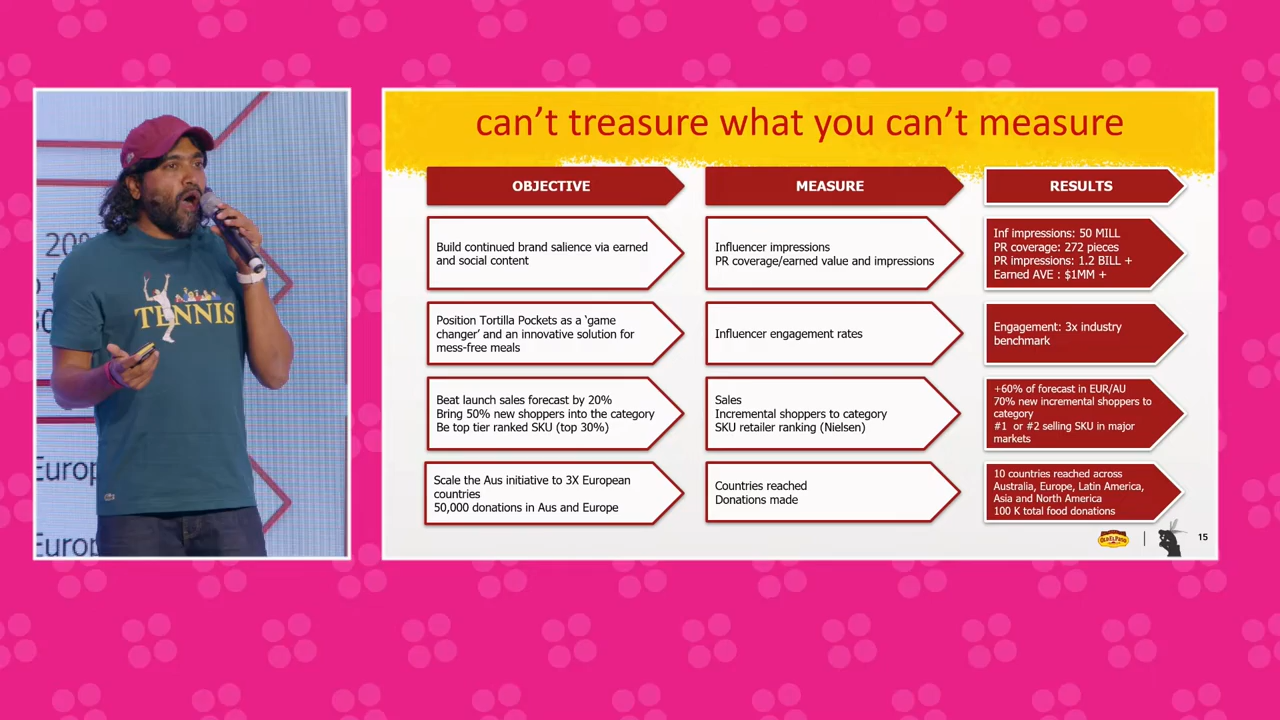 can't treasure what you can't measure
OBJECTIVE
MEASURE
RESULTS
Build continued brand salience via earned
and social content
Influencer impressions
PR coverage/earned value and impressions
Inf impressions: 50 MILL
PR coverage: 272 pieces
PR impressions: 1.2 BILL +
Earned AVE : $1MM +
Position Tortilla Pockets as a ‘game
changer’ and an innovative solution for
mess-free meals
Influencer engagement rates
Engagement: 3x industry
benchmark
Beat launch sales forecast by 20%
Bring 50% new shoppers into the category
Be top tier ranked SKU (top 30%)
Sales
Incremental shoppers to category
SKU retailer ranking (Nielsen)
+60% of forecast in EUR/AU
70% new incremental shoppers to
category
#1 or #2 selling SKU in major
markets
Scale the Aus initiative to 3X European
countries
50,000 donations in Aus and Europe
Countries reached
Donations made
10 countries reached across
Australia, Europe, Latin America,
Asia and North America
100 K total food donations
OLD EL PASO
15
TENNIS
20%
Europ
Europ